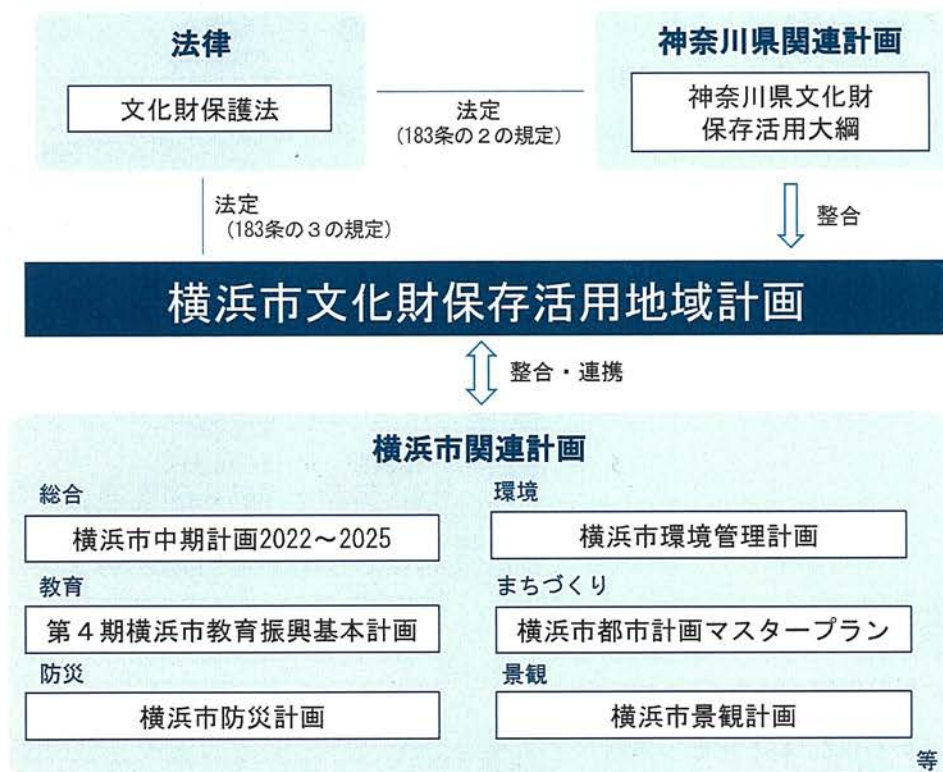 法律
文化財保護法
法定
(183条の２の規定)
神奈川県関連計画
神奈川県文化財
保存活用大綱
法定
(183条の３の規定)
整合
横浜市文化財保存活用地域計画
整合・連携
横浜市関連計画
総合
横浜市中期計画2022～2025
環境
横浜市環境管理計画
教育
第４期横浜市教育振興基本計画
まちづくり
横浜市都市計画マスタープラン
防災
横浜市防災計画
景観
横浜市景観計画
等